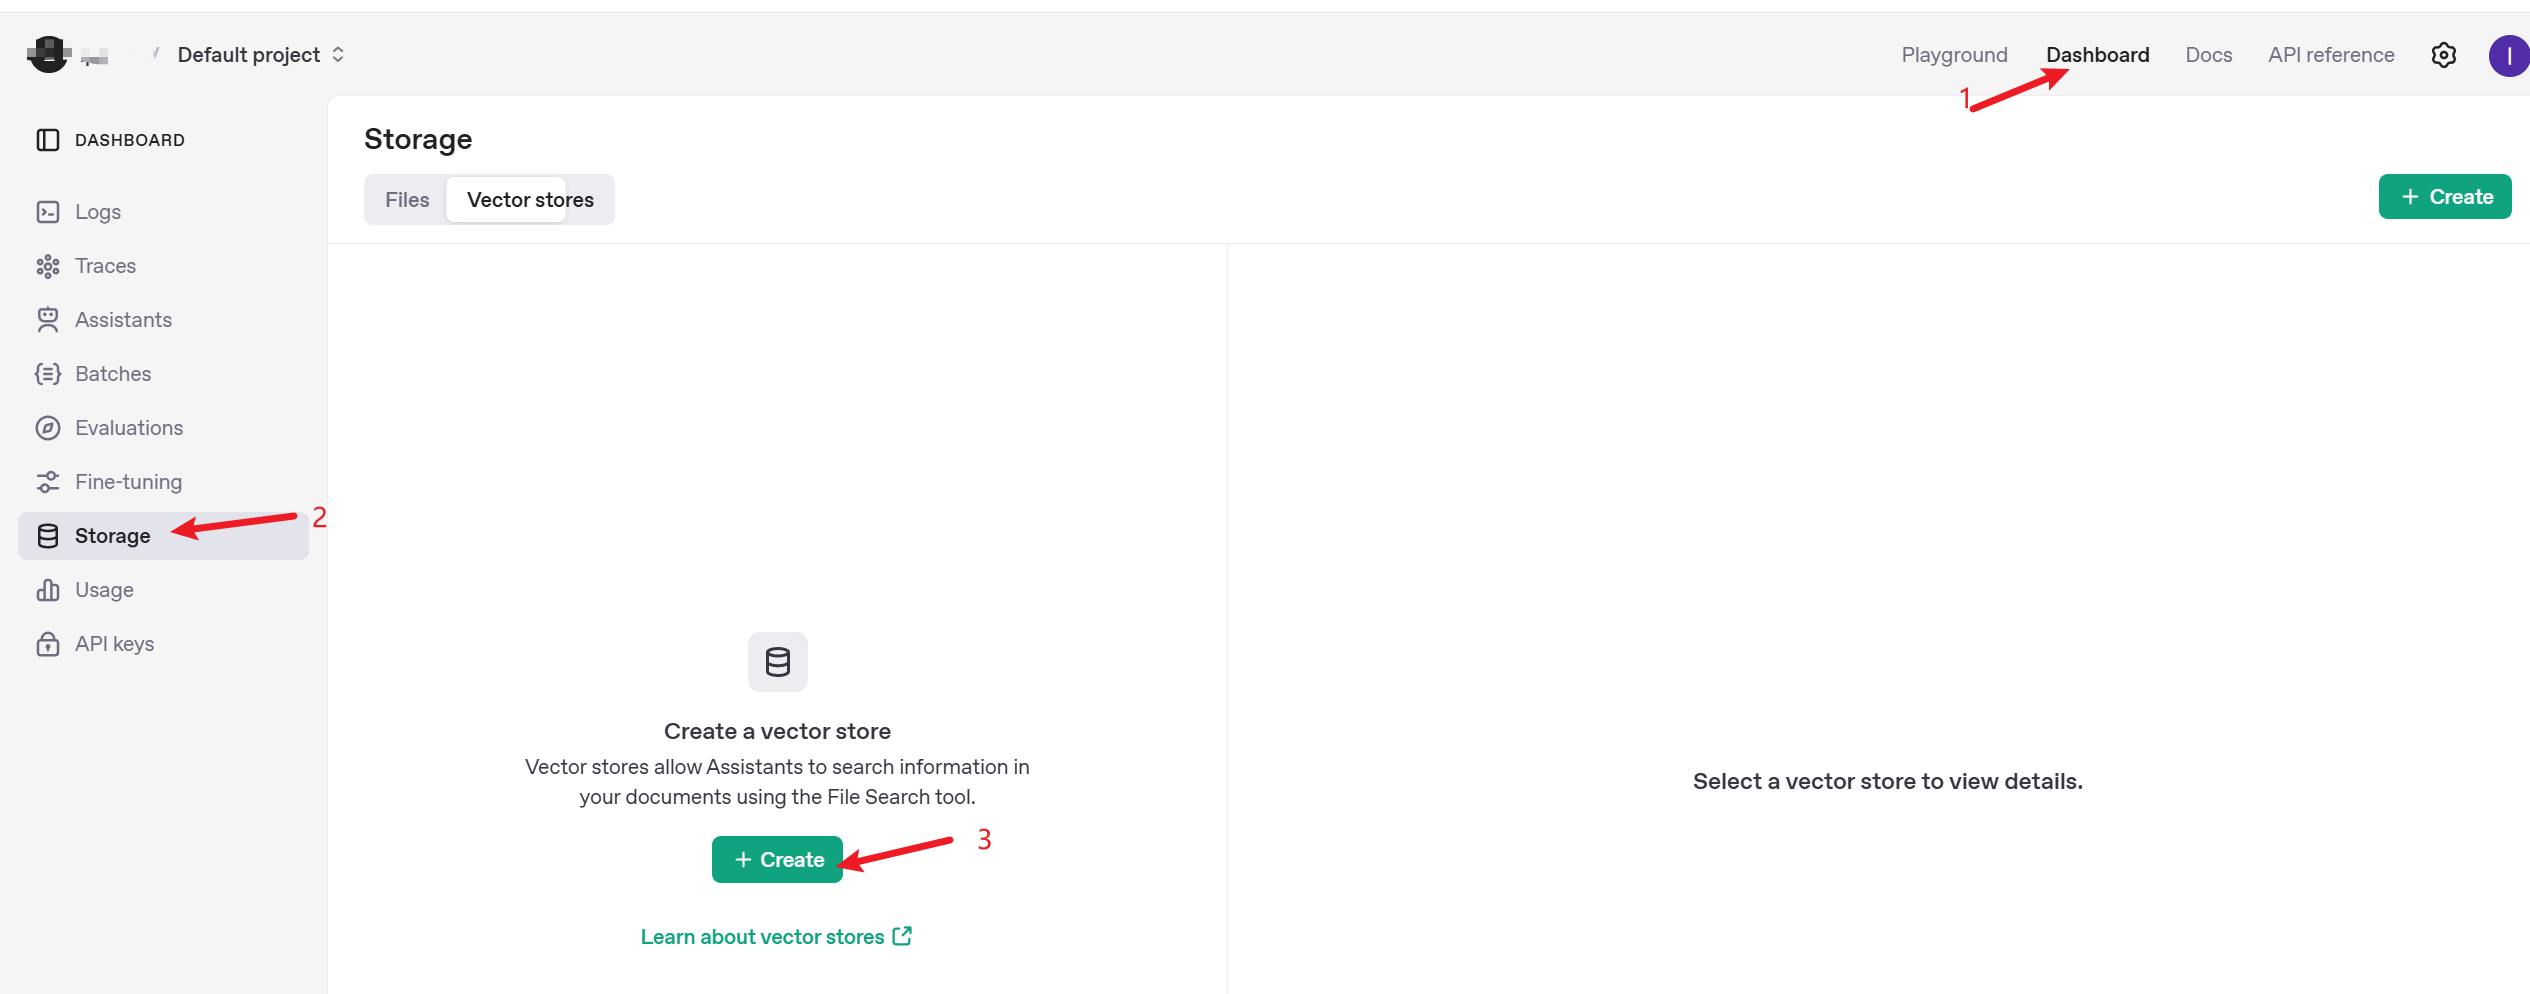 Default project
Playground Dashboard Docs API reference
I
1
DASHBOARD
Storage
Files Vector stores
+ Create
Logs
Traces
Assistants
Batches
Evaluations
Fine-tuning
Storage
2
Usage
API keys
Create a vector store
Vector stores allow Assistants to search information in
your documents using the File Search tool.
+ Create
3
Learn about vector stores
Select a vector store to view details.